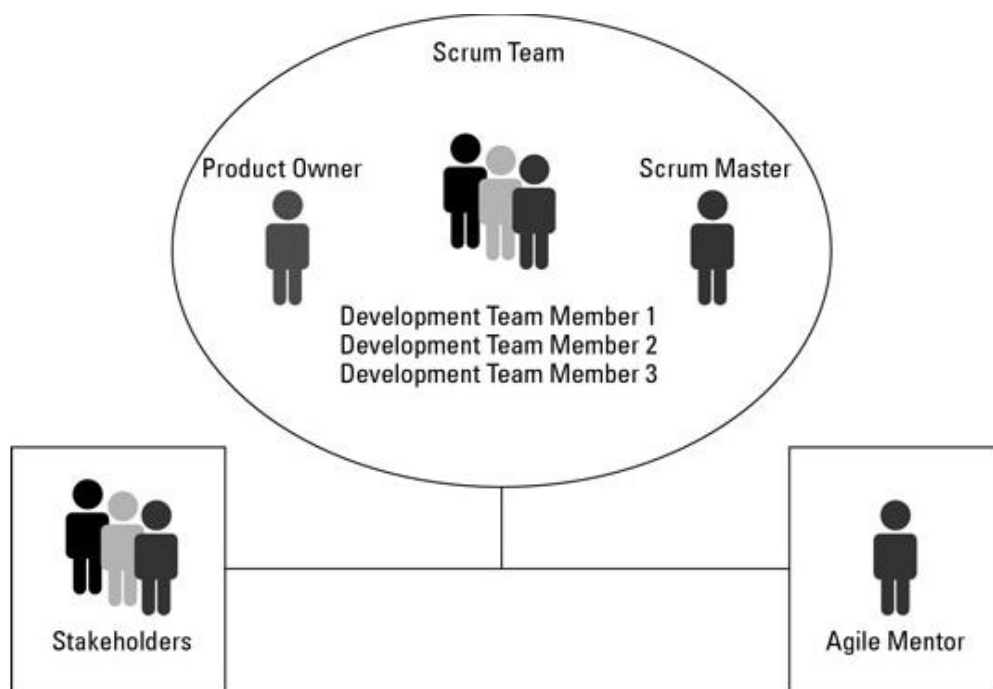 Scrum Team
Product Owner
Scrum Master
Development Team Member 1
Development Team Member 2
Development Team Member 3
Stakeholders
Agile Mentor